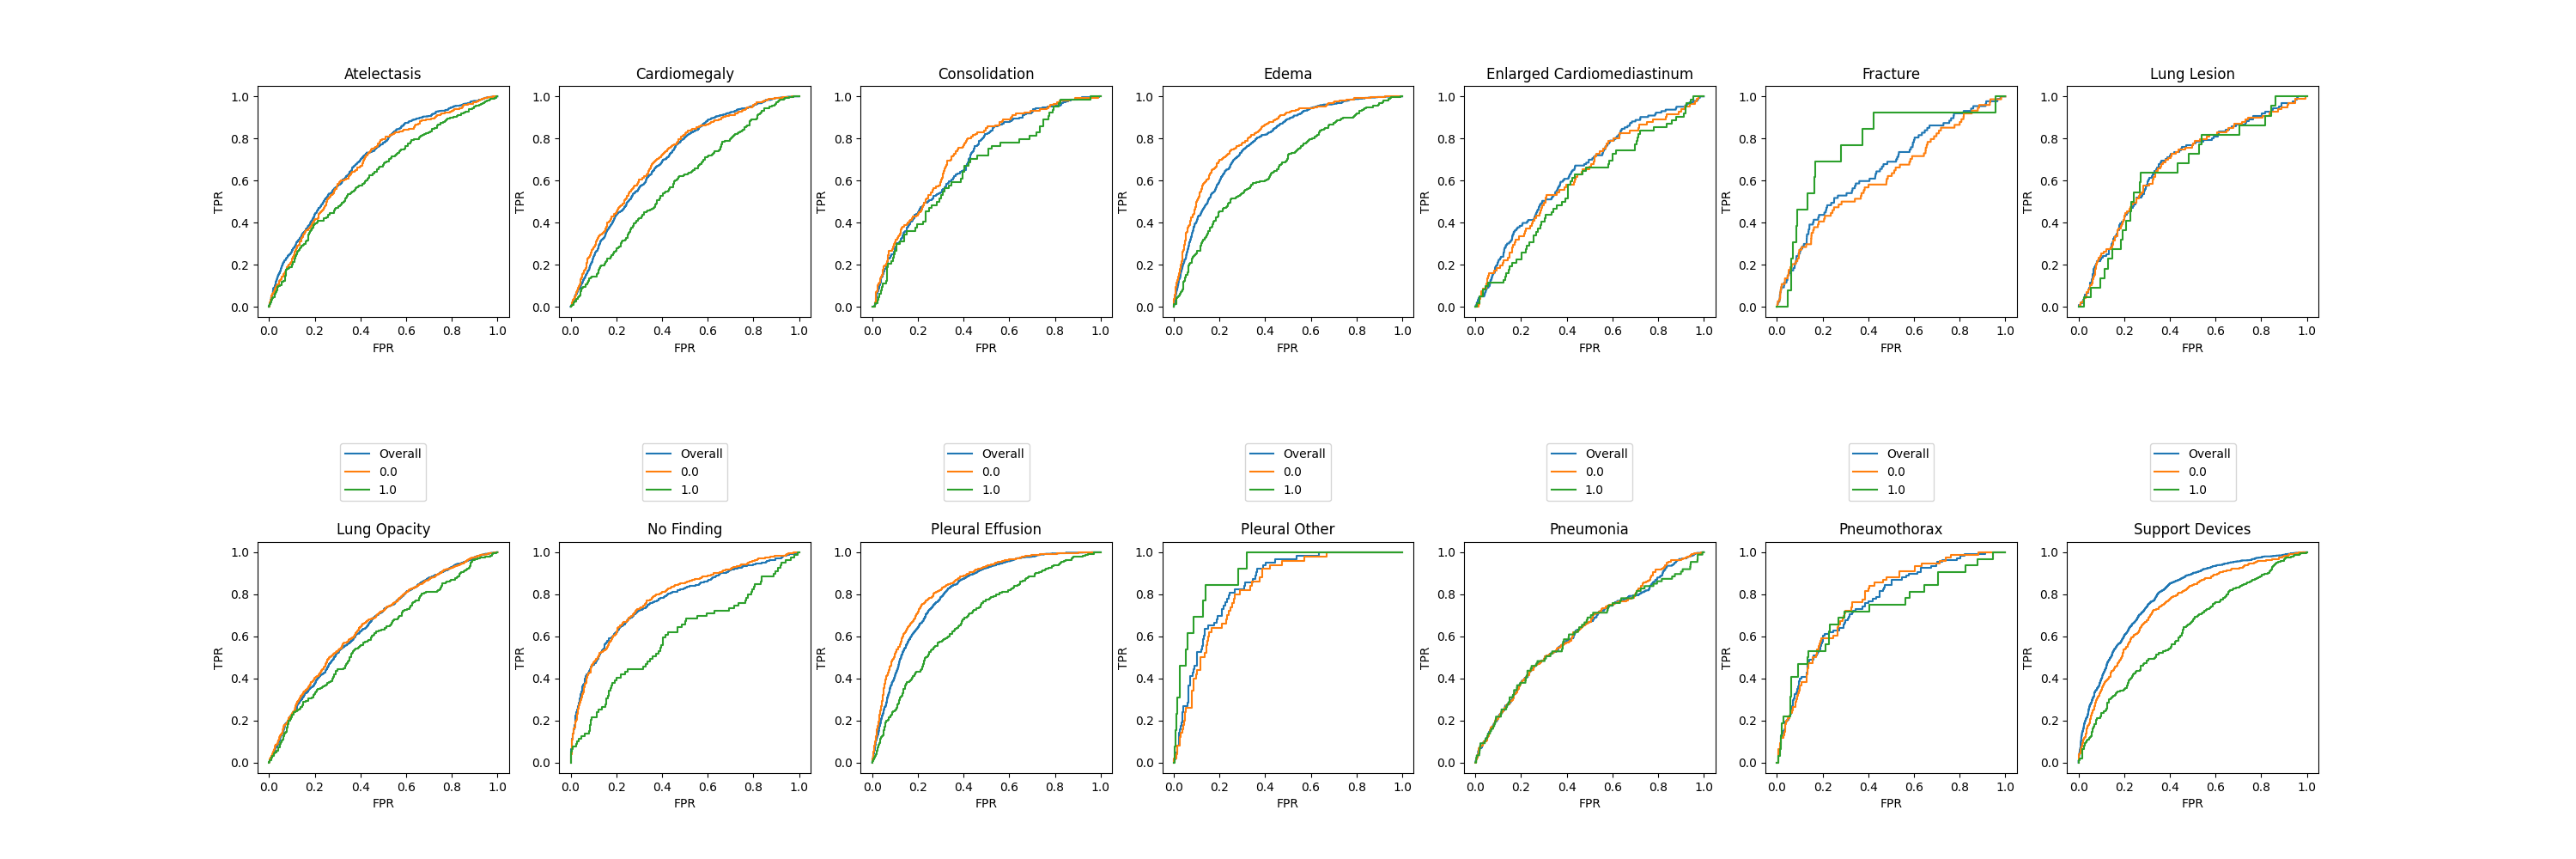 Atelectasis
TPR
1.0
0.8
0.6
0.4
0.2
0.0
0.0 0.2 0.4 0.6 0.8 1.0
FPR
Cardiomegaly
TPR
1.0
0.8
0.6
0.4
0.2
0.0
0.0 0.2 0.4 0.6 0.8 1.0
FPR
Consolidation
TPR
1.0
0.8
0.6
0.4
0.2
0.0
0.0 0.2 0.4 0.6 0.8 1.0
FPR
Edema
TPR
1.0
0.8
0.6
0.4
0.2
0.0
0.0 0.2 0.4 0.6 0.8 1.0
FPR
Enlarged Cardiomediastinum
TPR
1.0
0.8
0.6
0.4
0.2
0.0
0.0 0.2 0.4 0.6 0.8 1.0
FPR
Fracture
TPR
1.0
0.8
0.6
0.4
0.2
0.0
0.0 0.2 0.4 0.6 0.8 1.0
FPR
Lung Lesion
TPR
1.0
0.8
0.6
0.4
0.2
0.0
0.0 0.2 0.4 0.6 0.8 1.0
FPR
Overall
0.0
1.0
Overall
0.0
1.0
Overall
0.0
1.0
Overall
0.0
1.0
Overall
0.0
1.0
Overall
0.0
1.0
Overall
0.0
1.0
Lung Opacity
TPR
1.0
0.8
0.6
0.4
0.2
0.0
0.0 0.2 0.4 0.6 0.8 1.0
FPR
No Finding
TPR
1.0
0.8
0.6
0.4
0.2
0.0
0.0 0.2 0.4 0.6 0.8 1.0
FPR
Pleural Effusion
TPR
1.0
0.8
0.6
0.4
0.2
0.0
0.0 0.2 0.4 0.6 0.8 1.0
FPR
Pleural Other
TPR
1.0
0.8
0.6
0.4
0.2
0.0
0.0 0.2 0.4 0.6 0.8 1.0
FPR
Pneumonia
TPR
1.0
0.8
0.6
0.4
0.2
0.0
0.0 0.2 0.4 0.6 0.8 1.0
FPR
Pneumothorax
TPR
1.0
0.8
0.6
0.4
0.2
0.0
0.0 0.2 0.4 0.6 0.8 1.0
FPR
Support Devices
TPR
1.0
0.8
0.6
0.4
0.2
0.0
0.0 0.2 0.4 0.6 0.8 1.0
FPR